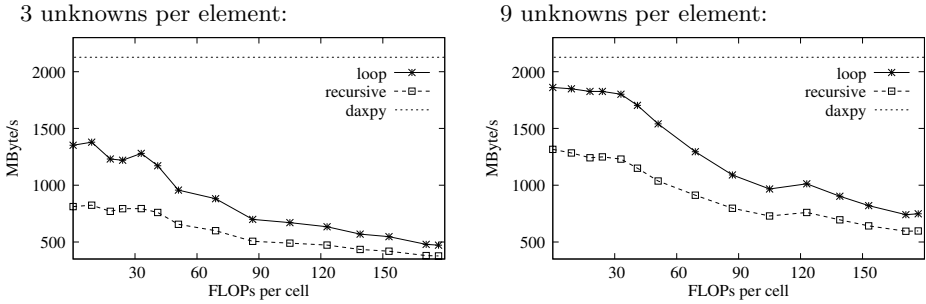 3 unknowns per element:
2000
1500
1000
500
MByte/s
loop
recursive
daxpy
30 60 90 120 150
FLOPs per cell
9 unknowns per element:
2000
1500
1000
500
MByte/s
loop
recursive
daxpy
30 60 90 120 150
FLOPs per cell